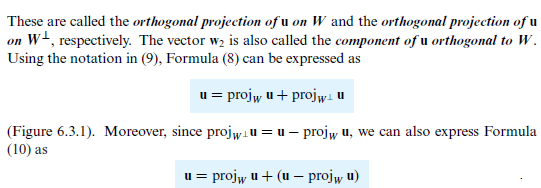 These are called the orthogonal projection of u on W and the orthogonal projection of u
on W⊥, respectively. The vector w₂ is also called the component of u orthogonal to W.
Using the notation in (9), Formula (8) can be expressed as
u = proj_W u + proj_W⊥ u
(Figure 6.3.1). Moreover, since proj_W⊥ u = u − proj_W u, we can also express Formula
(10) as
u = proj_W u + (u − proj_W u)